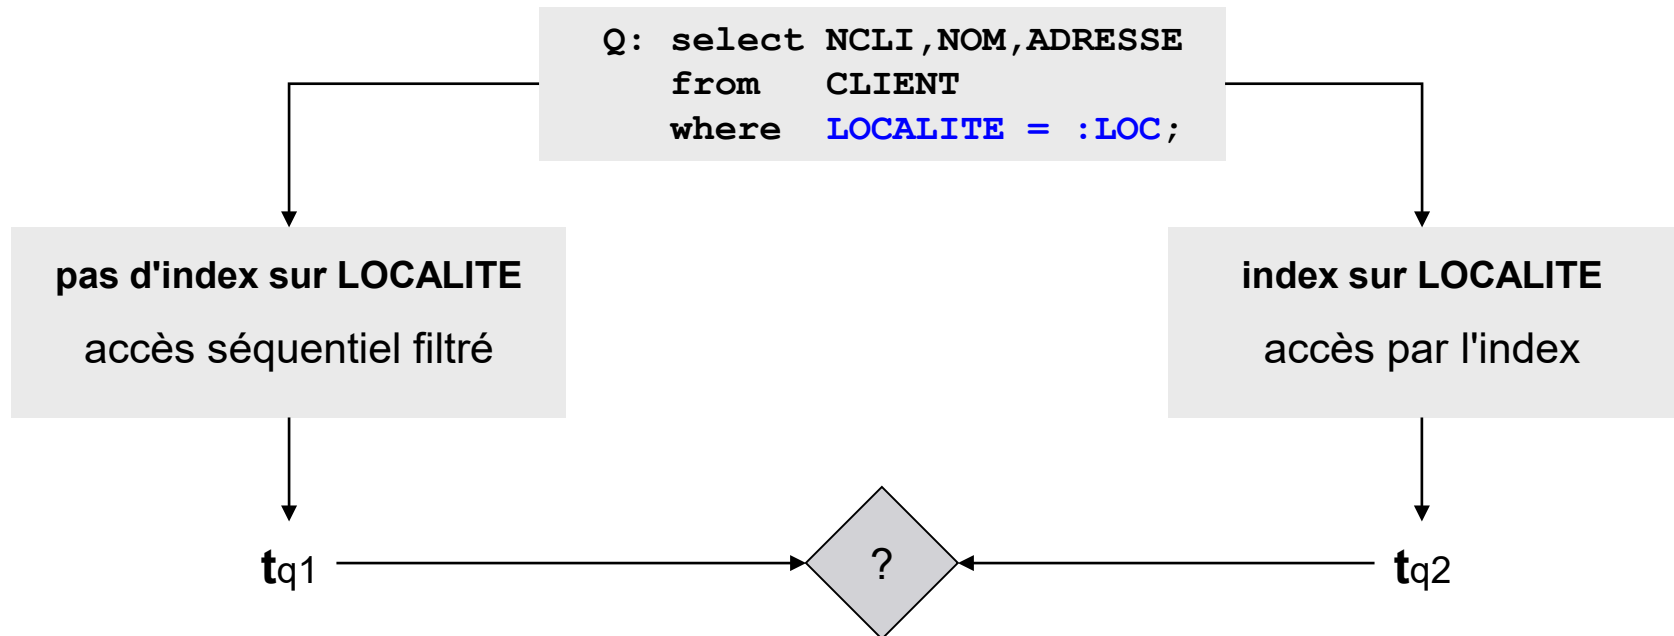 Q: select NCLI,NOM,ADRESSE
from CLIENT
where LOCALITE = :LOC;
pas d'index sur LOCALITE
accès séquentiel filtré
index sur LOCALITE
accès par l'index
tq1
?
tq2